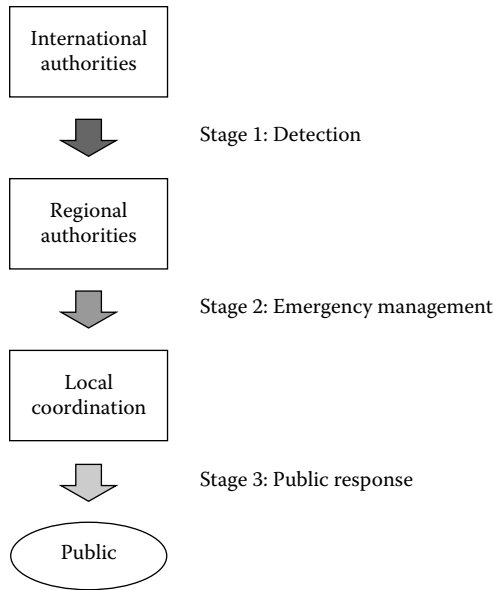 International
authorities
Stage 1: Detection
Regional
authorities
Stage 2: Emergency management
Local
coordination
Stage 3: Public response
Public